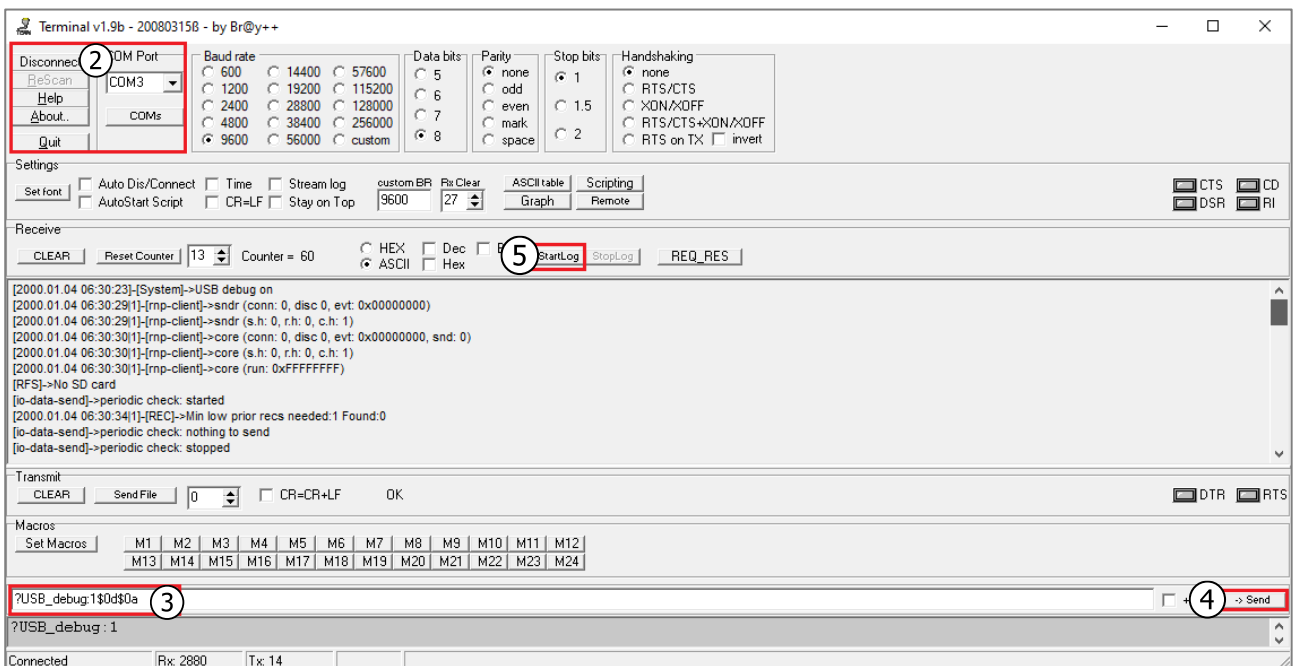 Terminal v1.9b - 20080315ß - by Br@y++
Disconnect
ReScan
Help
About..
Quit
2
COM Port
COM3
COMs
Baud rate
600 14400 57600
1200 19200 115200
2400 28800 128000
4800 38400 256000
9600 56000 custom
Data bits
5
6
7
8
Parity
none
odd
even
mark
space
Stop bits
1
1.5
2
Handshaking
none
RTS/CTS
XON/XOFF
RTS/CTS+XON/XOFF
RTS on TX invert
Settings
Set font
Auto Dis/Connect Time Stream log
AutoStart Script CR=LF Stay on Top
custom BR Rx Clear
9600 27
ASCII table Scripting
Graph Remote
CTS CD
DSR RI
Receive
CLEAR Reset Counter 13 Counter = 60
HEX Dec
ASCII Hex
5
StartLog StopLog REQ_RES
[2000.01.04 06:30:23]-[System]->USB debug on
[2000.01.04 06:30:29|1]-[rnp-client]->sndr (conn: 0, disc 0, evt: 0x00000000)
[2000.01.04 06:30:29|1]-[rnp-client]->sndr (s.h: 0, r.h: 0, c.h: 1)
[2000.01.04 06:30:30|1]-[rnp-client]->core (conn: 0, disc 0, evt: 0x00000000, snd: 0)
[2000.01.04 06:30:30|1]-[rnp-client]->core (s.h: 0, r.h: 0, c.h: 1)
[2000.01.04 06:30:30|1]-[rnp-client]->core (run: 0xFFFFFFFF)
[RFS]->No SD card
[io-data-send]->periodic check: started
[2000.01.04 06:30:34|1]-[REC]->Min low prior recs needed:1 Found:0
[io-data-send]->periodic check: nothing to send
[io-data-send]->periodic check: stopped
Transmit
CLEAR Send File 0 CR=CR+LF OK
DTR RTS
Macros
Set Macros
M1 M2 M3 M4 M5 M6 M7 M8 M9 M10 M11 M12
M13 M14 M15 M16 M17 M18 M19 M20 M21 M22 M23 M24
?USB_debug:1$0d$0a 3
+ 4 -> Send
?USB_debug:1
Connected Rx: 2880 Tx: 14